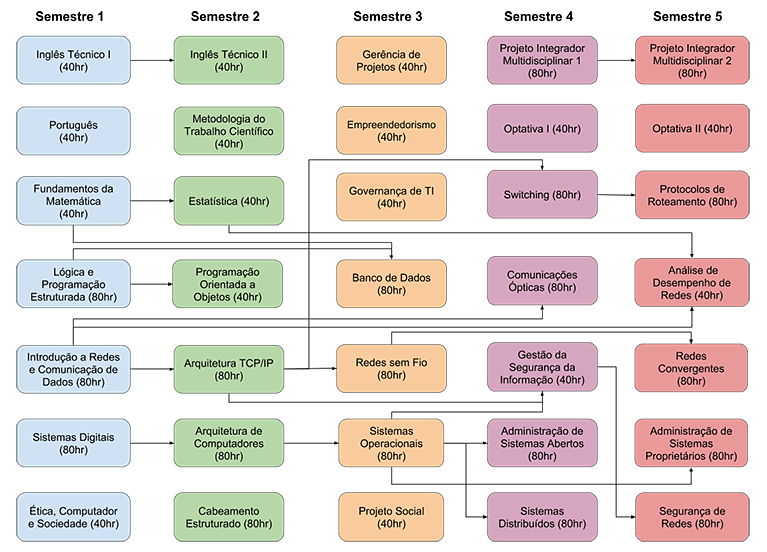 Semestre 1
Semestre 2
Semestre 3
Semestre 4
Semestre 5
Inglês Técnico I
(40hr)
Inglês Técnico II
(40hr)
Gerência de
Projetos (40hr)
Projeto Integrador
Multidisciplinar 1
(80hr)
Projeto Integrador
Multidisciplinar 2
(80hr)
Português
(40hr)
Metodologia do
Trabalho Científico
(40hr)
Empreendedorismo
(40hr)
Optativa I (40hr)
Optativa II (40hr)
Fundamentos da
Matemática
(40hr)
Estatística (40hr)
Governança de TI
(40hr)
Switching (80hr)
Protocolos de
Roteamento (80hr)
Lógica e
Programação
Estruturada (80hr)
Programação
Orientada a
Objetos (40hr)
Banco de Dados
(80hr)
Comunicações
Ópticas (80hr)
Análise de
Desempenho de
Redes (40hr)
Introdução a Redes
e Comunicação de
Dados (80hr)
Arquitetura TCP/IP
(80hr)
Redes sem Fio
(80hr)
Gestão da
Segurança da
Informação (40hr)
Redes
Convergentes
(80hr)
Sistemas Digitais
(80hr)
Arquitetura de
Computadores
(80hr)
Sistemas
Operacionais
(80hr)
Administração de
Sistemas Abertos
(80hr)
Administração de
Sistemas
Proprietários (80hr)
Ética, Computador
e Sociedade (40hr)
Cabeamento
Estruturado (80hr)
Projeto Social
(40hr)
Sistemas
Distribuídos (80hr)
Segurança de
Redes (80hr)